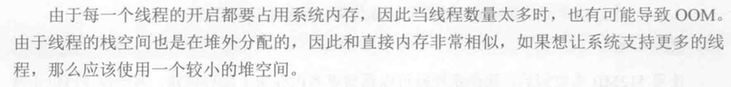 由于每一个线程的开启都要占用系统内存，因此当线程数量太多时，也有可能导致 OOM。
由于线程的栈空间也是在堆外分配的，因此和直接内存非常相似，如果想让系统支持更多的线
程，那么应该使用一个较小的堆空间。